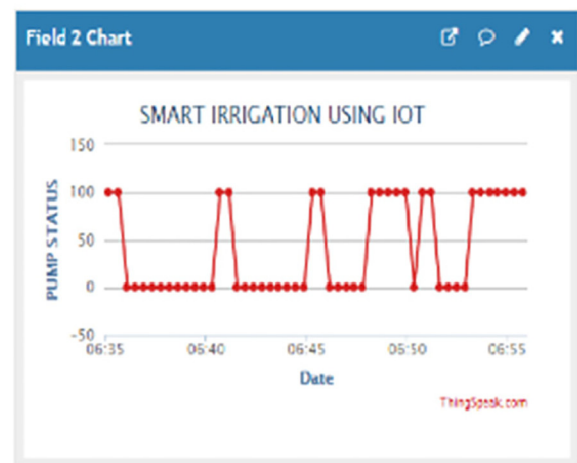 Field 2 Chart
SMART IRRIGATION USING IOT
150
100
50
0
-50
PUMP STATUS
06:35 06:40 06:45 06:50 06:55
Date
ThingSpeak.com